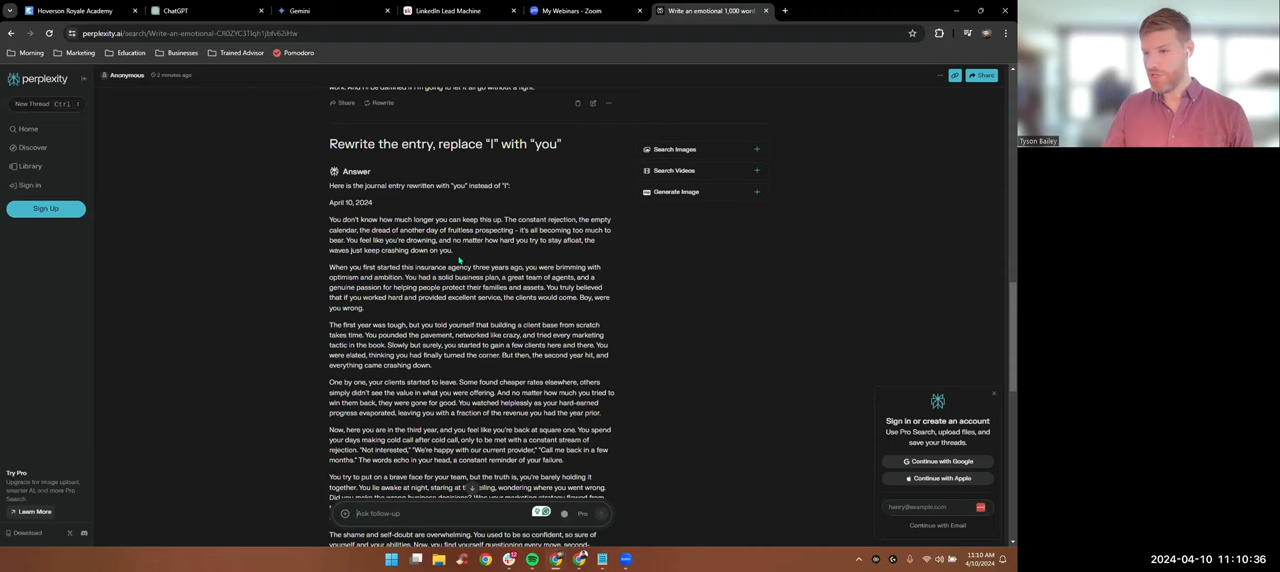 Hoverson Royale Academy
ChatGPT
Gemini
LinkedIn Lead Machine
My Webinars - Zoom
Write an emotional 1,000 word
perplexity.ai/search/Write-an-emotional-
Morning
Marketing
Education
Businesses
Trained Advisor
Pomodoro
perplexity
Anonymous
2 minutes ago
Share
New Thread
Ctrl
Home
Discover
Library
Sign in
Sign Up
work. And I'll be damned if I'm going to let it all go without a fight.
Share
Rewrite
Rewrite the entry, replace "I" with "you"
Answer
Here is the journal entry rewritten with "you" instead of "I":
April 10, 2024
You don't know how much longer you can keep this up. The constant rejection, the empty
calendar, the dread of another day of fruitless prospecting - it's all becoming too much to
bear. You feel like you're drowning, and no matter how hard you try to stay afloat, the
waves just keep crashing down on you.
When you first started this insurance agency three years ago, you were brimming with
optimism and ambition. You had a solid business plan, a great team of agents, and a
genuine passion for helping people protect their families and assets. You truly believed
that if you worked hard and provided excellent service, the clients would come. Boy, were
you wrong.
The first year was tough, but you told yourself that building a client base from scratch
takes time. You pounded the pavement, networked like crazy, and tried every marketing
tactic in the book. Slowly but surely, you started to gain a few clients here and there. You
were elated, thinking you had finally turned the corner. But then, the second year hit, and
everything came crashing down.
One by one, your clients started to leave. Some found cheaper rates elsewhere, others
simply didn't see the value in what you were offering. And no matter how much you tried to
win them back, they were gone for good. You watched helplessly as your hard-earned
progress evaporated, leaving you with a fraction of the revenue you had the year prior.
Now, here you are in the third year, and you feel like you're back at square one. You spend
your days making cold call after cold call, only to be met with a constant stream of
rejection. "Not interested," "We're happy with our current provider," "Call me back in a few
months." The words echo in your head, a constant reminder of your failure.
You try to put on a brave face for your team, but the truth is, you're barely holding it
together. You lie awake at night, staring at the ceiling, wondering where you went wrong.
Did you make the wrong business decisions? Was your marketing strategy flawed from
Ask follow-up
Pro
The shame and self-doubt are overwhelming. You used to be so confident, so sure of
yourself and your abilities. Now, you find yourself questioning every move, second-
Search Images
Search Videos
Generate Image
Sign in or create an account
Use Pro Search, upload files, and
save your threads.
Continue with Google
Continue with Apple
henry@example.com
Continue with Email
Try Pro
Upgrade for image upload,
smarter AI, and more Pro
Search.
Learn More
Download
11:10 AM
4/10/2024
Tyson Bailey
2024-04-10 11:10:36